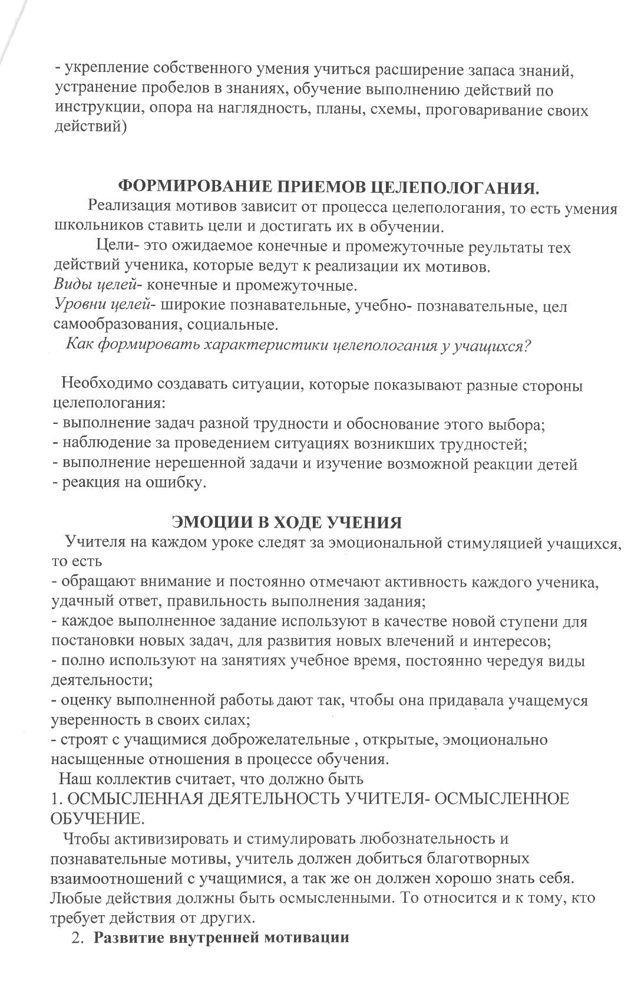 - укрепление собственного умения учиться расширение запаса знаний,
устранение пробелов в знаниях, обучение выполнению действий по
инструкции, опора на наглядность, планы, схемы, проговаривание своих
действий)
ФОРМИРОВАНИЕ ПРИЕМОВ ЦЕЛЕПОЛОГАНИЯ.
Реализация мотивов зависит от процесса целепологания, то есть умения
школьников ставить цели и достигать их в обучении.
Цели- это ожидаемое конечные и промежуточные реультаты тех
действий ученика, которые ведут к реализации их мотивов.
Виды целей- конечные и промежуточные.
Уровни целей- широкие познавательные, учебно- познавательные, цел
самообразования, социальные.
Как формировать характеристики целепологания у учащихся?
Необходимо создавать ситуации, которые показывают разные стороны
целепологания:
- выполнение задач разной трудности и обоснование этого выбора;
- наблюдение за проведением ситуациях возникших трудностей;
- выполнение нерешенной задачи и изучение возможной реакции детей
- реакция на ошибку.
ЭМОЦИИ В ХОДЕ УЧЕНИЯ
Учителя на каждом уроке следят за эмоциональной стимуляцией учащихся,
то есть
- обращают внимание и постоянно отмечают активность каждого ученика,
удачный ответ, правильность выполнения задания;
- каждое выполненное задание используют в качестве новой ступени для
постановки новых задач, для развития новых влечений и интересов;
- полно используют на занятиях учебное время, постоянно чередуя виды
деятельности;
- оценку выполненной работы дают так, чтобы она придавала учащемуся
уверенность в своих силах;
- строят с учащимися доброжелательные , открытые, эмоционально
насыщенные отношения в процессе обучения.
Наш коллектив считает, что должно быть
1. ОСМЫСЛЕННАЯ ДЕЯТЕЛЬНОСТЬ УЧИТЕЛЯ- ОСМЫСЛЕННОЕ
ОБУЧЕНИЕ.
Чтобы активизировать и стимулировать любознательность и
познавательные мотивы, учитель должен добиться благотворных
взаимоотношений с учащимися, а так же он должен хорошо знать себя.
Любые действия должны быть осмысленными. То относится и к тому, кто
требует действия от других.
2. Развитие внутренней мотивации